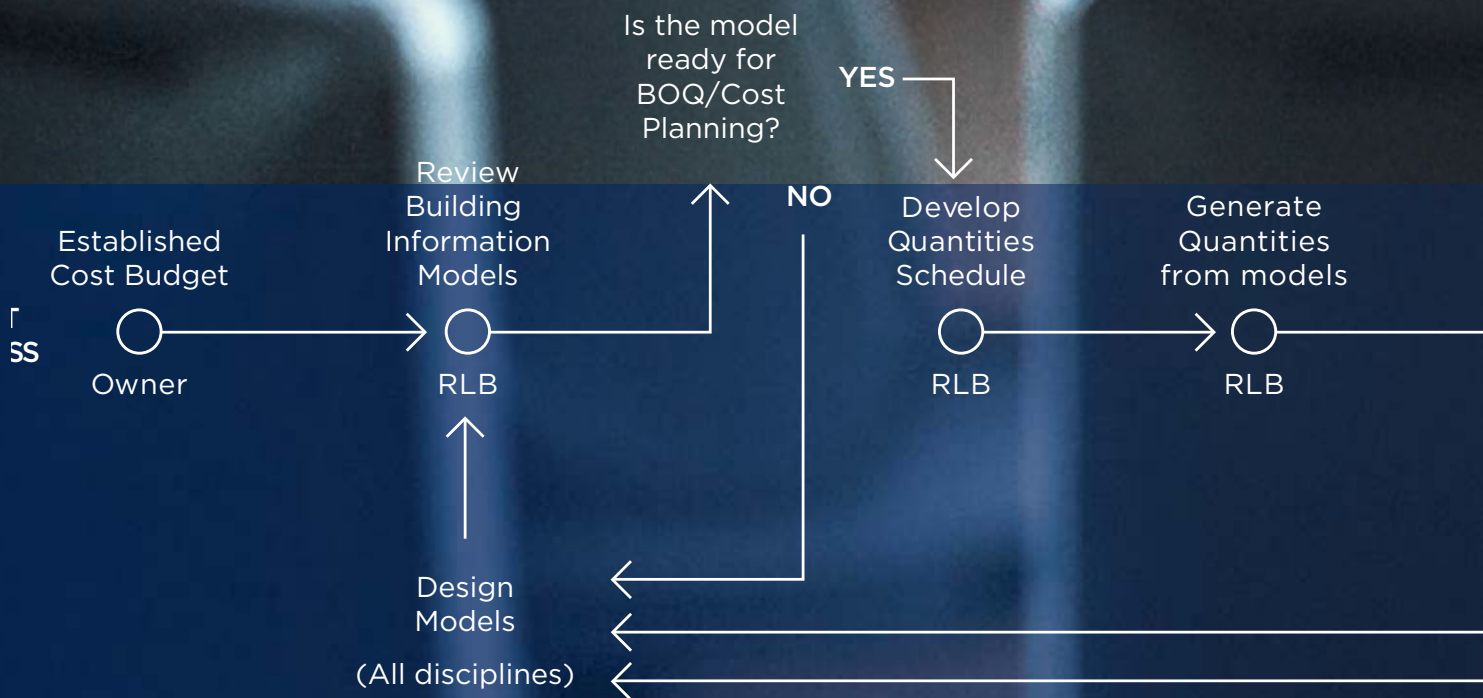 Is the model
ready for
BOQ/Cost
Planning?
YES
NO
Established
Cost Budget
Owner
Review
Building
Information
Models
RLB
Develop
Quantities
Schedule
RLB
Generate
Quantities
from models
RLB
Design
Models
(All disciplines)